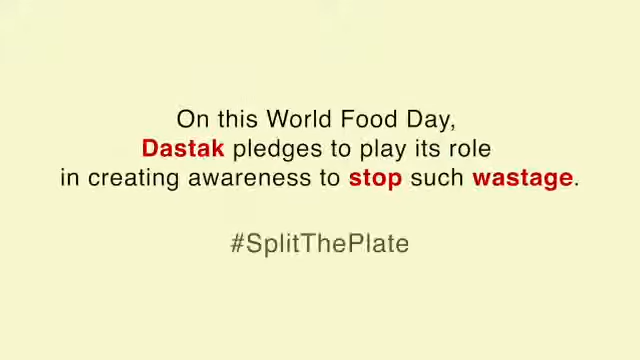 On this World Food Day,
Dastak pledges to play its role
in creating awareness to stop such wastage.
#SplitThePlate